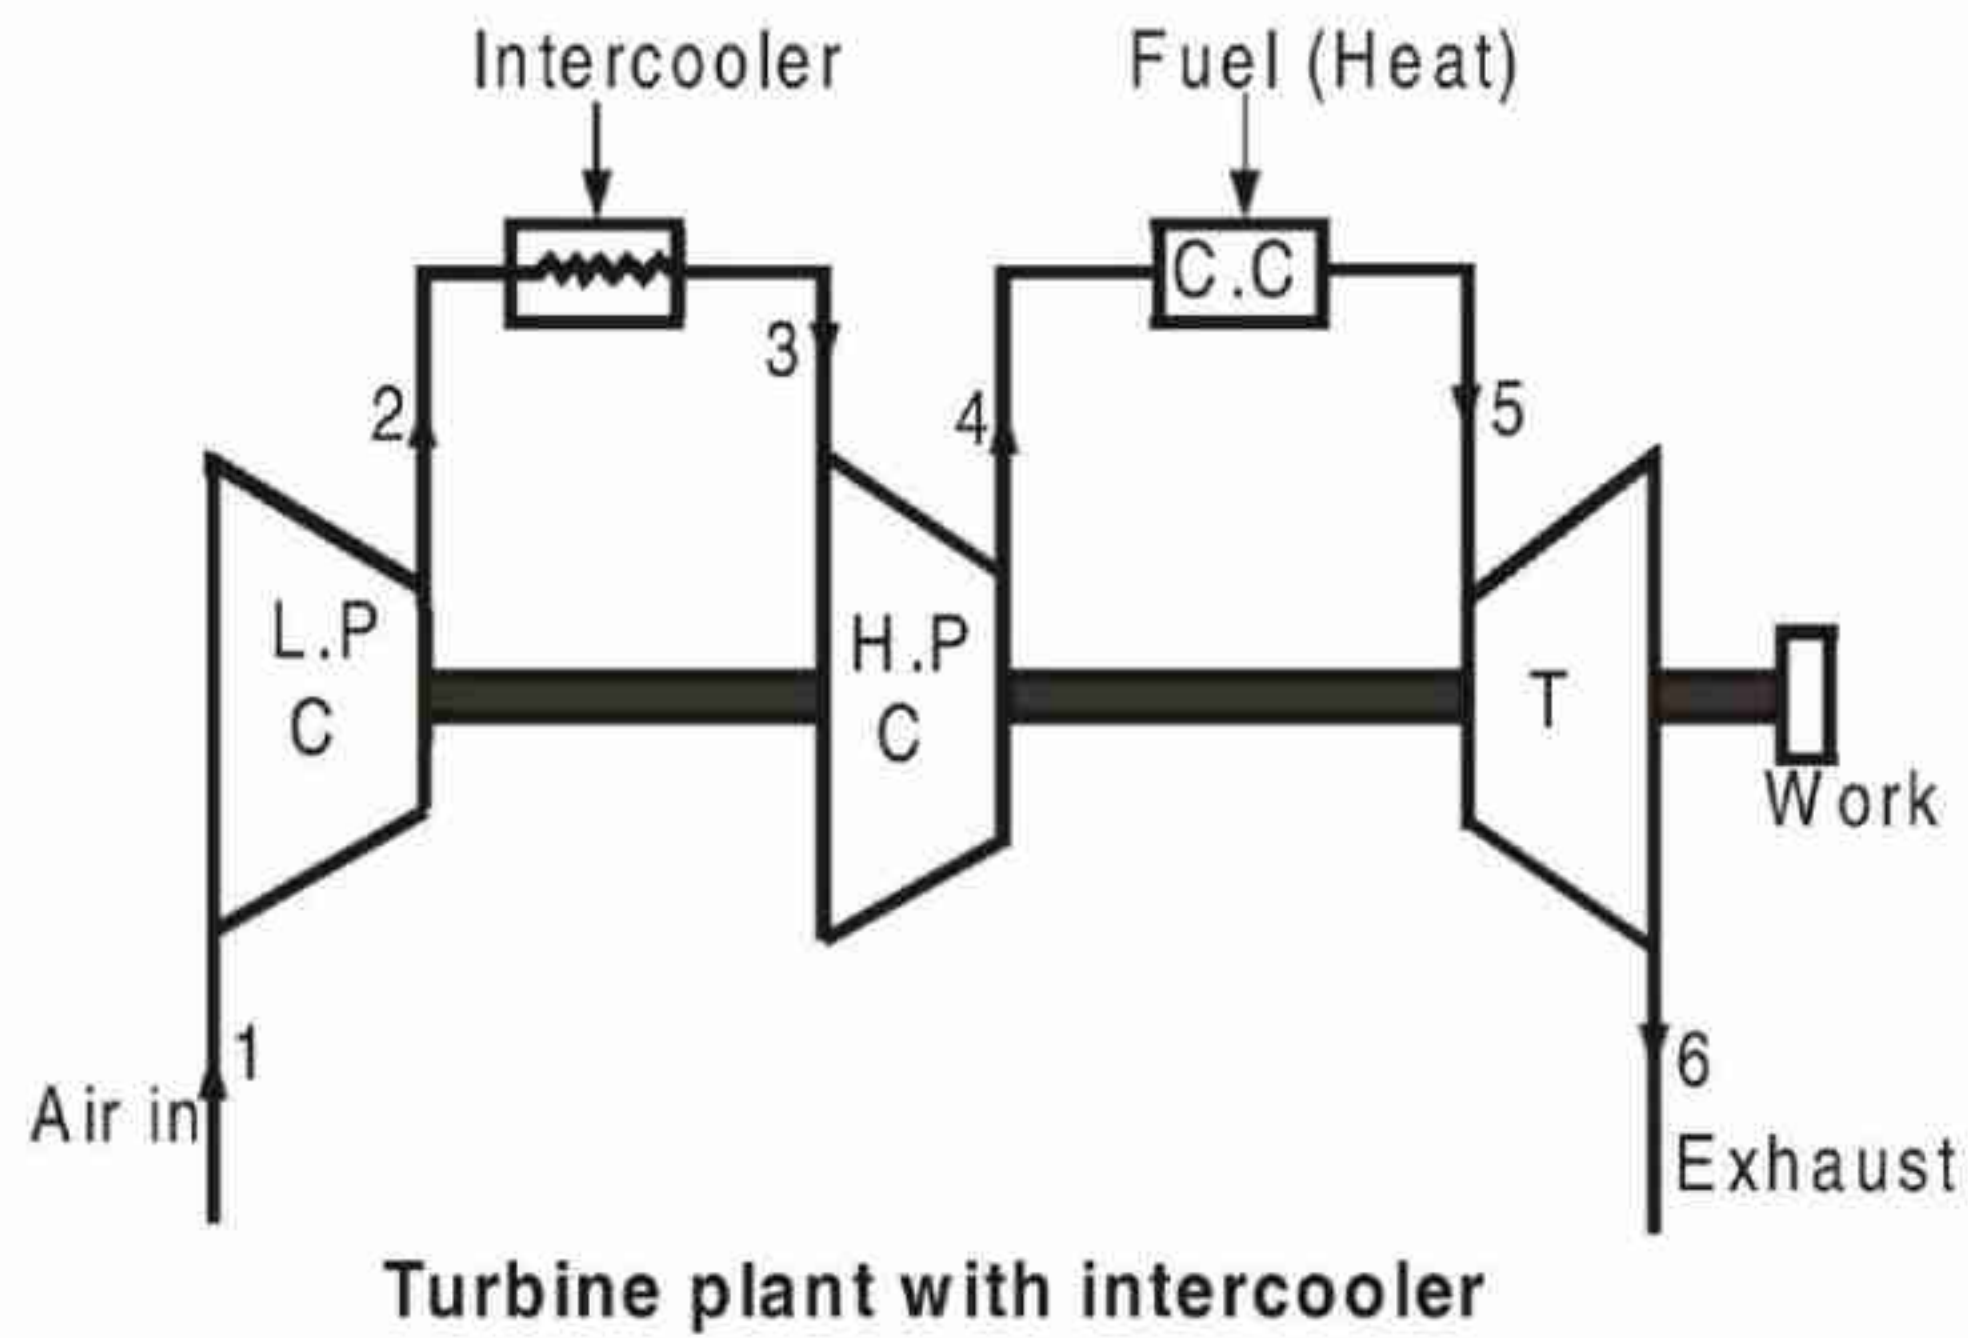 Intercooler
Fuel (Heat)
C.C
3
2
4
5
L.P
C
H.P
C
T
Work
1
Air in
6
Exhaust
Turbine plant with intercooler